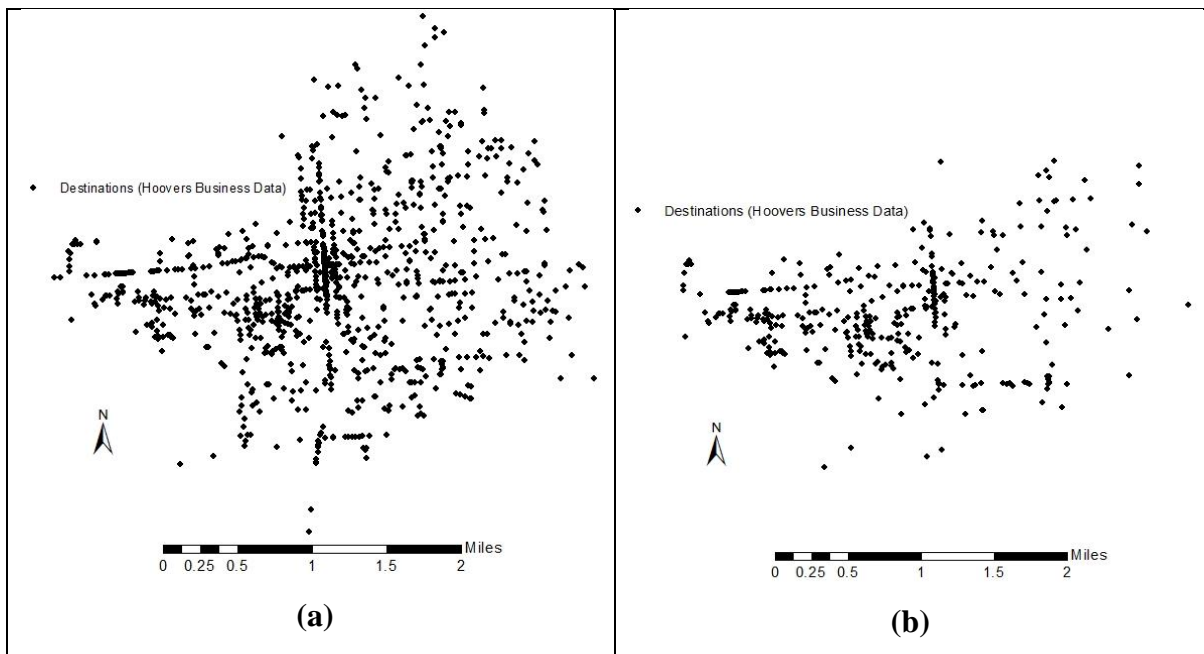 Destinations (Hoovers Business Data)
N
Miles
0 0.25 0.5 1 1.5 2
(a)
Destinations (Hoovers Business Data)
N
Miles
0 0.25 0.5 1 1.5 2
(b)